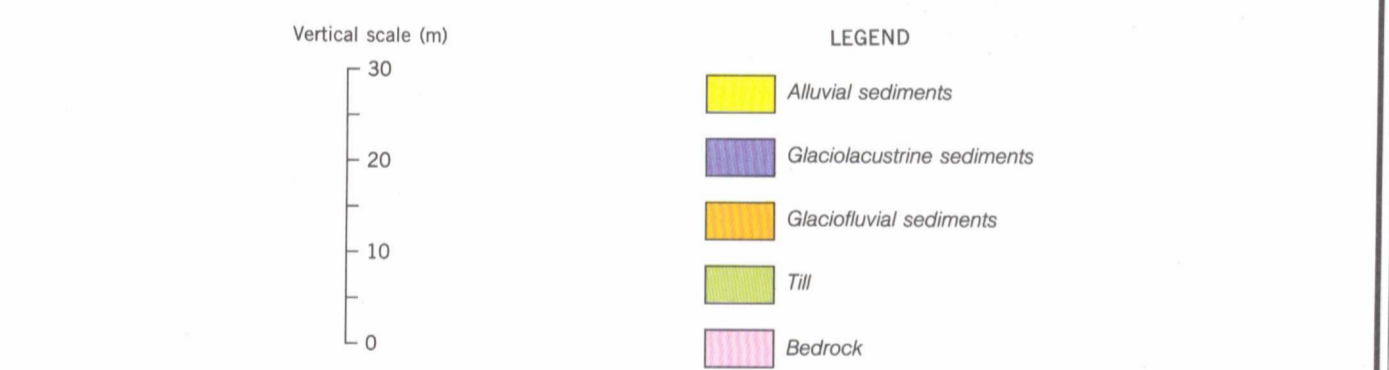 Vertical scale (m)
30
20
10
0
LEGEND
Alluvial sediments
Glaciolacustrine sediments
Glaciofluvial sediments
Till
Bedrock